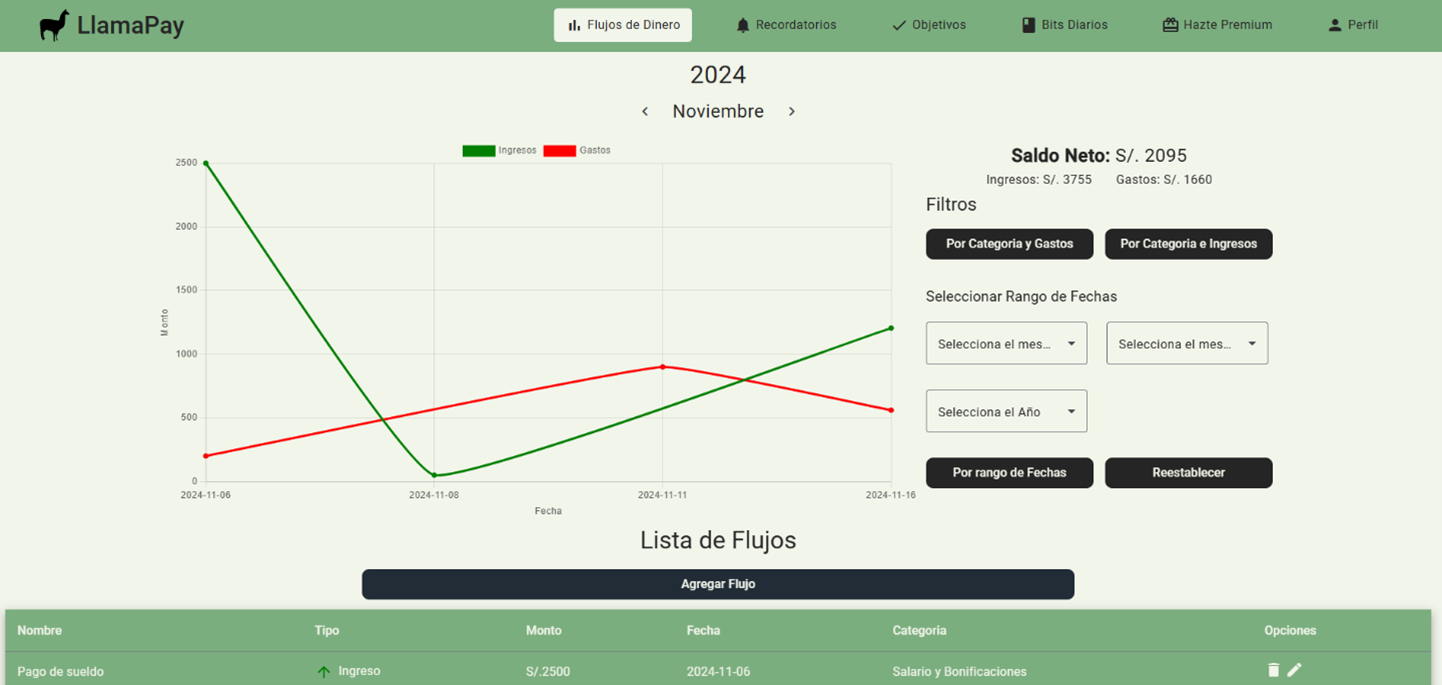 LlamaPay
Flujos de Dinero Recordatorios Objetivos Bits Diarios Hazte Premium Perfil
2024
Noviembre
Ingresos Gastos
2500
2000
1500
1000
500
0
Monto
2024-11-06 2024-11-08 2024-11-11 2024-11-16
Fecha
Saldo Neto: S/. 2095
Ingresos: S/. 3755 Gastos: S/. 1660
Filtros
Por Categoria y Gastos Por Categoria e Ingresos
Seleccionar Rango de Fechas
Selecciona el mes... Selecciona el mes...
Selecciona el Año
Por rango de Fechas Reestablecer
Lista de Flujos
Agregar Flujo
Nombre Tipo Monto Fecha Categoria Opciones
Pago de sueldo Ingreso S/.2500 2024-11-06 Salario y Bonificaciones